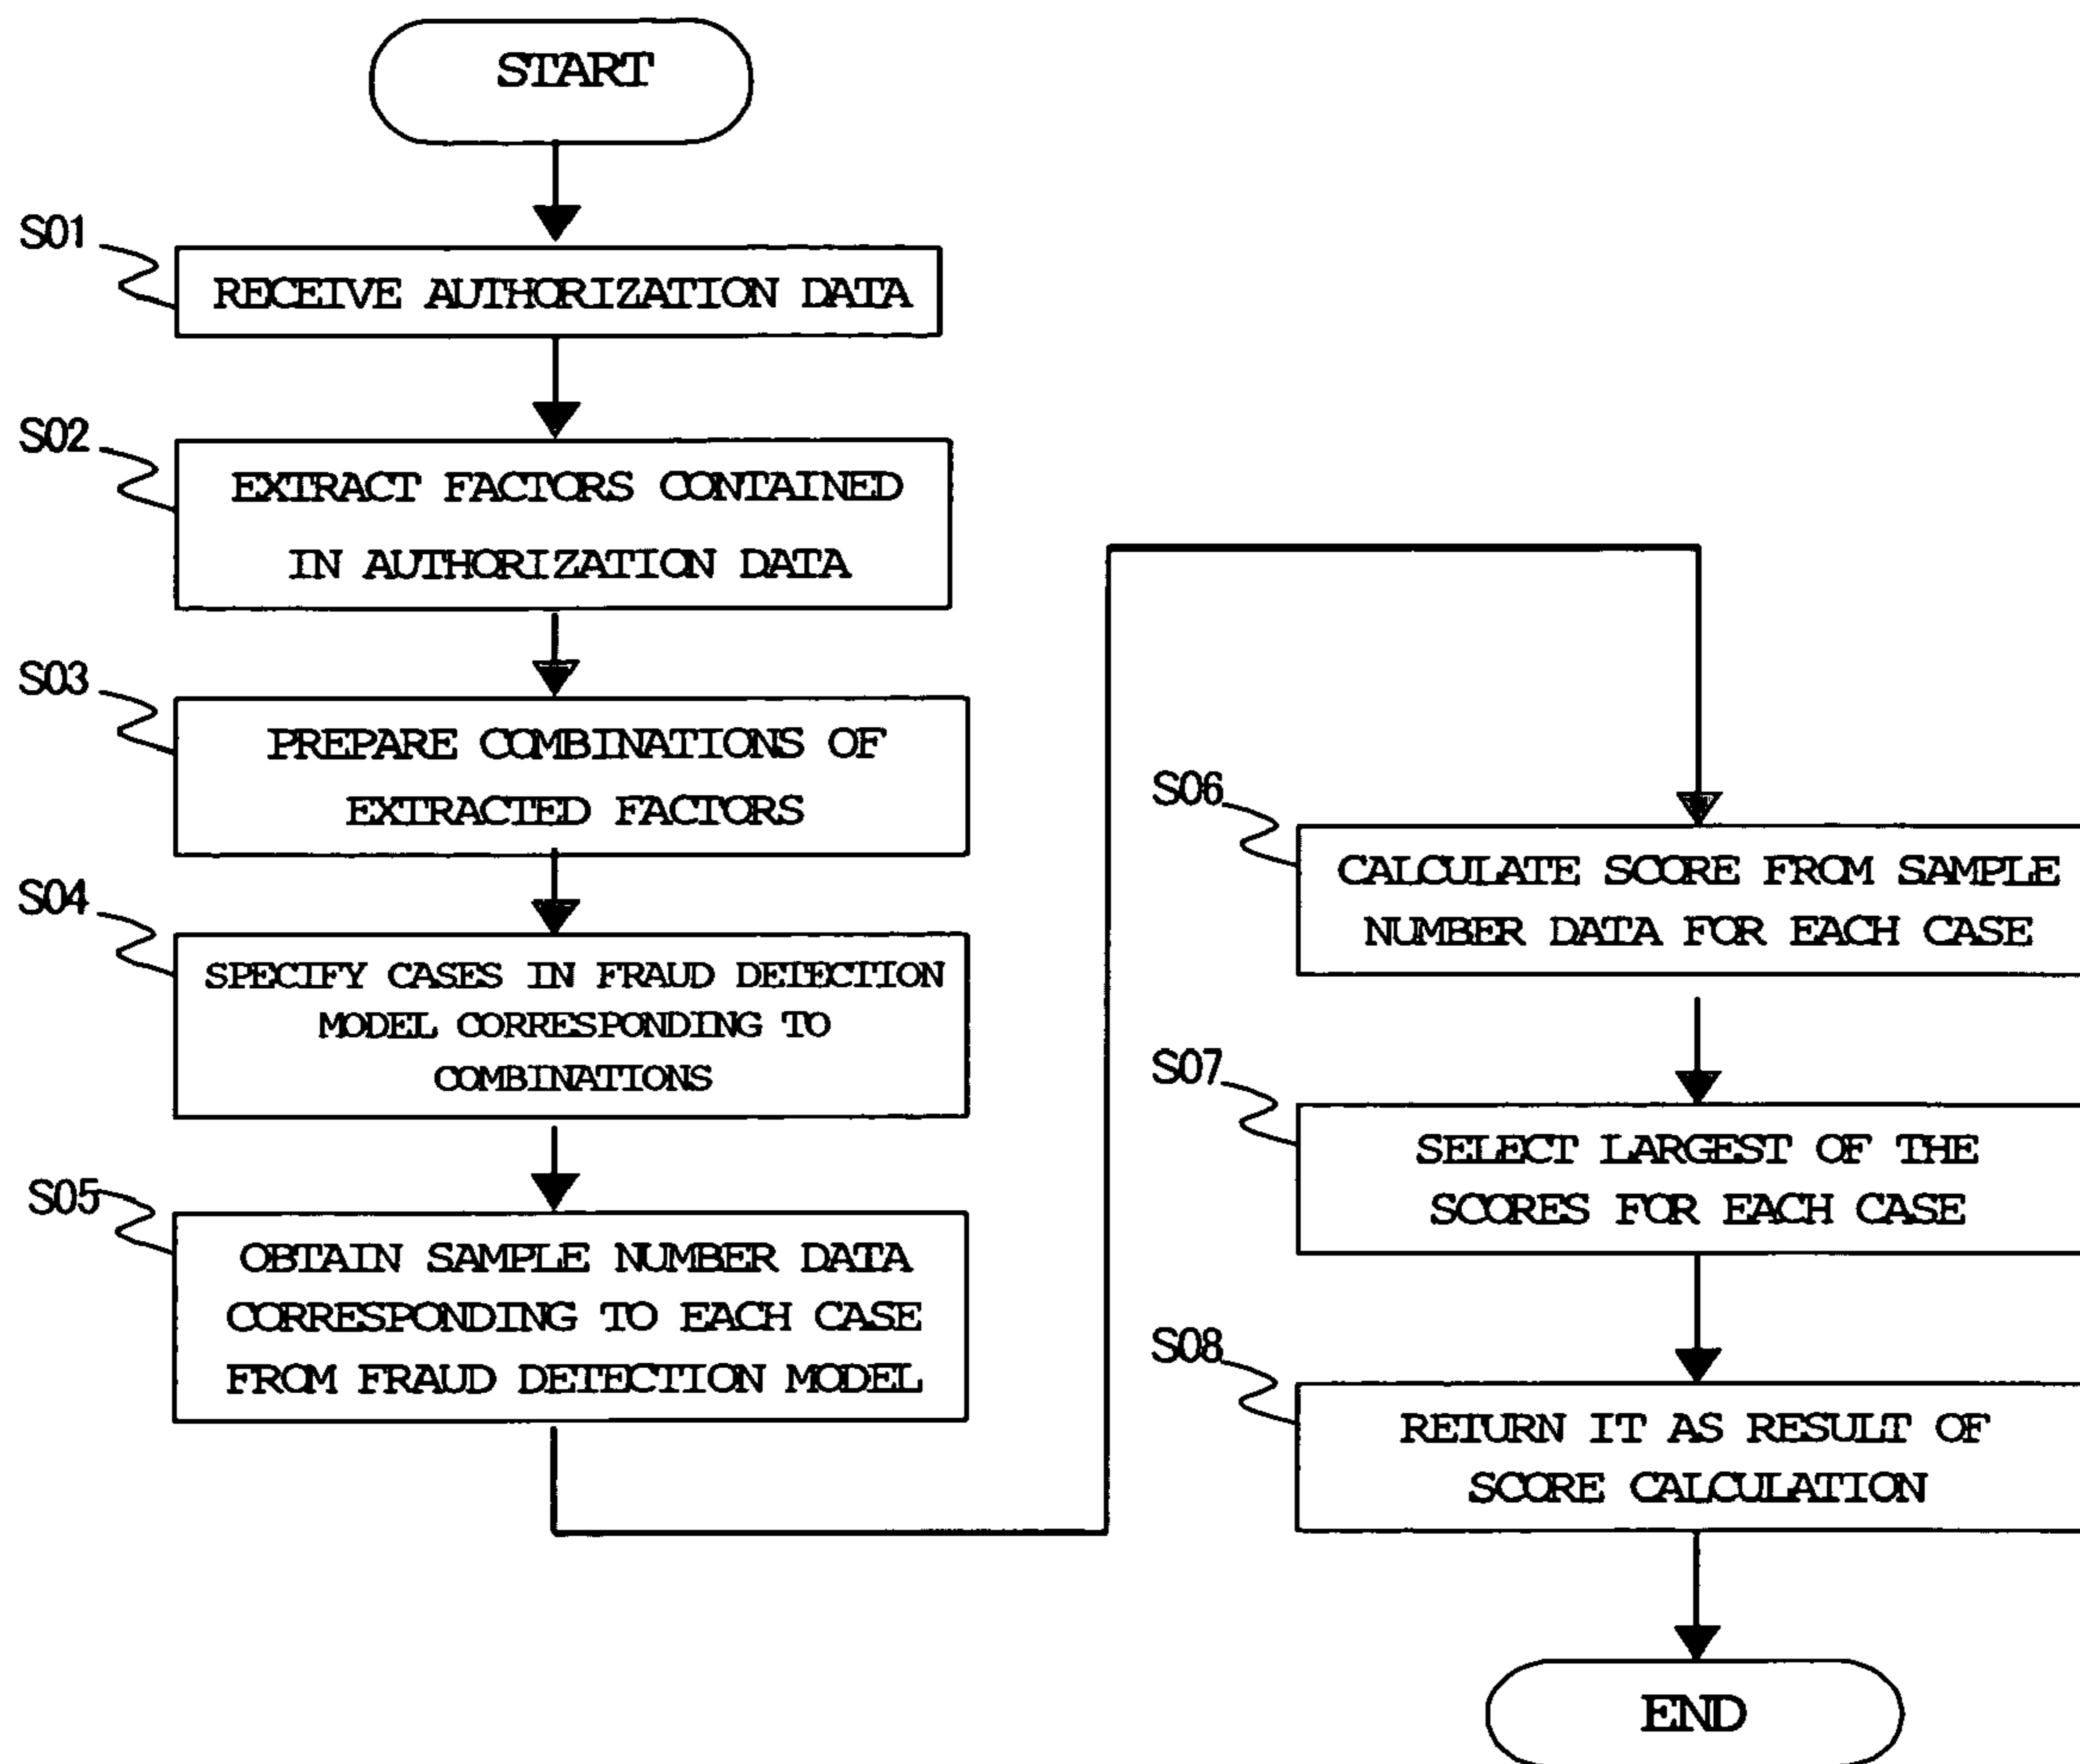 START
S01
RECEIVE AUTHORIZATION DATA
S02
EXTRACT FACTORS CONTAINED
IN AUTHORIZATION DATA
S03
PREPARE COMBINATIONS OF
EXTRACTED FACTORS
S04
SPECIFY CASES IN FRAUD DETECTION
MODEL CORRESPONDING TO
COMBINATIONS
S05
OBTAIN SAMPLE NUMBER DATA
CORRESPONDING TO EACH CASE
FROM FRAUD DETECTION MODEL
S06
CALCULATE SCORE FROM SAMPLE
NUMBER DATA FOR EACH CASE
S07
SELECT LARGEST OF THE
SCORES FOR EACH CASE
S08
RETURN IT AS RESULT OF
SCORE CALCULATION
END